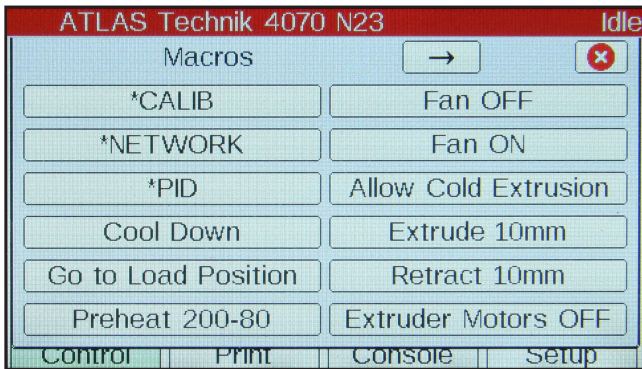 ATLAS Technik 4070 N23 Idle
Macros →
*CALIB Fan OFF
*NETWORK Fan ON
*PID Allow Cold Extrusion
Cool Down Extrude 10mm
Go to Load Position Retract 10mm
Preheat 200-80 Extruder Motors OFF
Control Print Console Setup